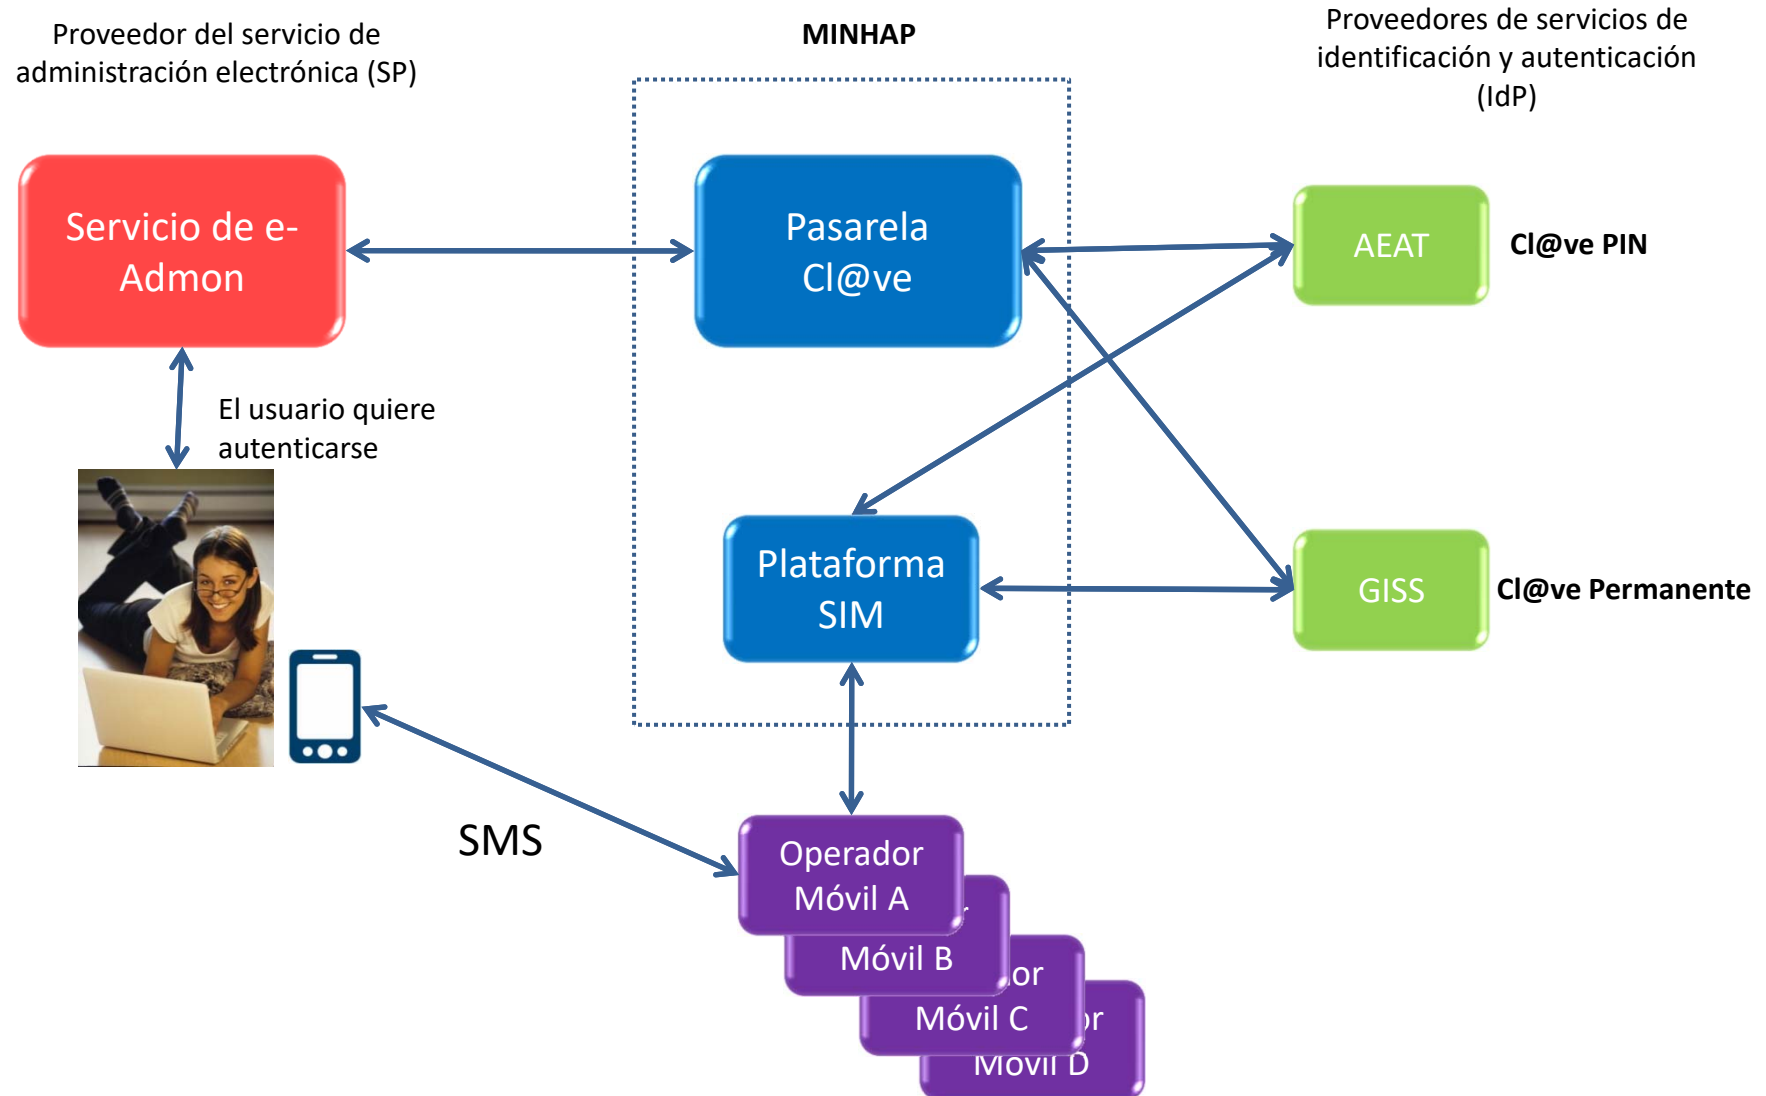 Proveedor del servicio de
administración electrónica (SP)
MINHAP
Proveedores de servicios de
identificación y autenticación
(IdP)
Servicio de e-
Admon
Pasarela
Cl@ve
AEAT
Cl@ve PIN
El usuario quiere
autenticarse
Plataforma
SIM
GISS
Cl@ve Permanente
SMS
Operador
Móvil A
Móvil B
Móvil C
Móvil D